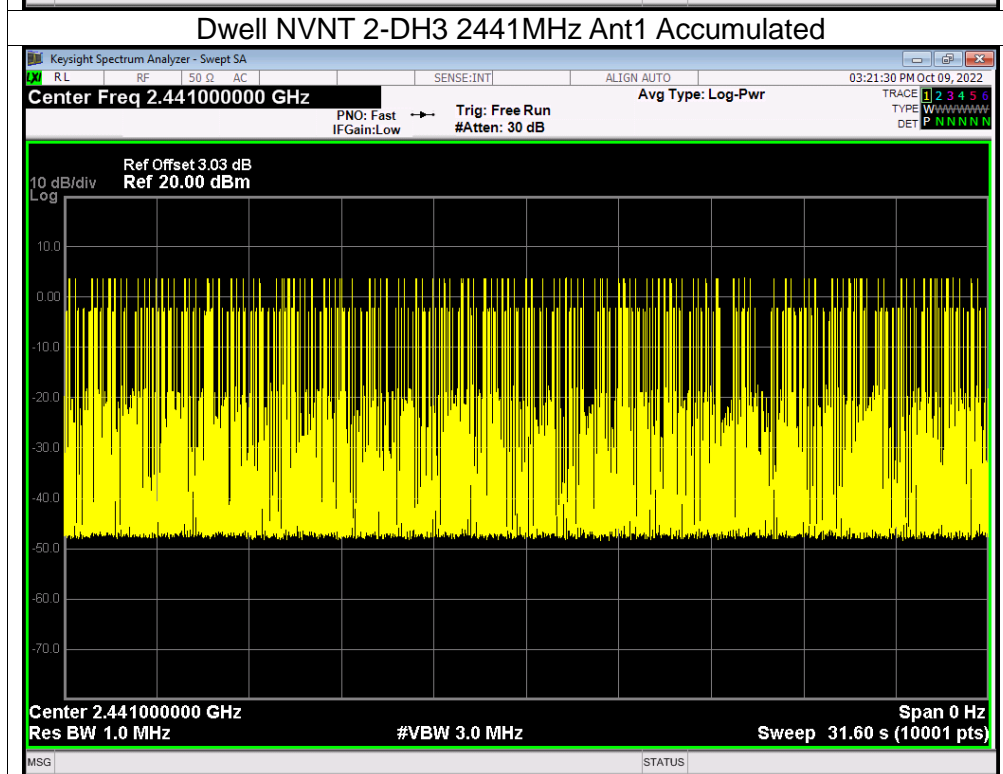 Dwell NVNT 2-DH3 2441MHz Ant1 Accumulated
Keysight Spectrum Analyzer - Swept SA
LXI RL RF 50 Ω AC SENSE:INT ALIGN AUTO 03:21:30 PM Oct 09, 2022
Center Freq 2.441000000 GHz
PNO: Fast
IFGain:Low
Trig: Free Run
#Atten: 30 dB
Avg Type: Log-Pwr
TRACE 1 2 3 4 5 6
TYPE WWWWWW
DET P N N N N N
Ref Offset 3.03 dB
10 dB/div Ref 20.00 dBm
Log
10.0
0.00
-10.0
-20.0
-30.0
-40.0
-50.0
-60.0
-70.0
Center 2.441000000 GHz Span 0 Hz
Res BW 1.0 MHz #VBW 3.0 MHz Sweep 31.60 s (10001 pts)
MSG STATUS